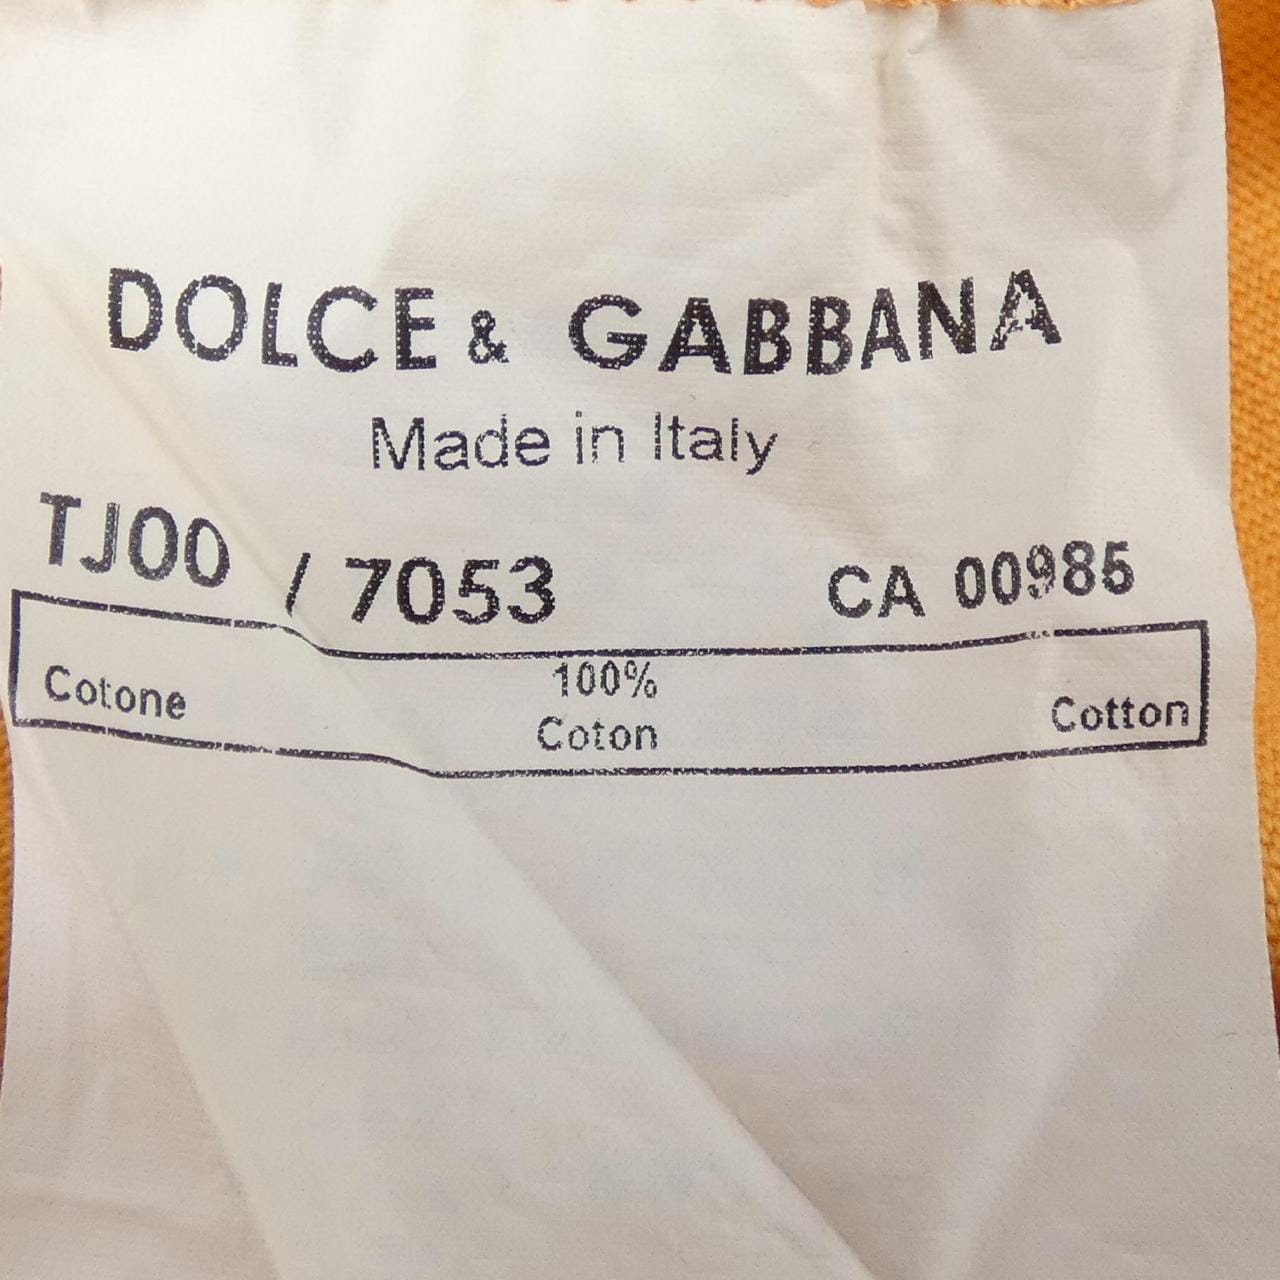 DOLCE & GABBANA
Made in Italy
TJ00 / 7053 CA 00985
100%
Cotone Coton Cotton